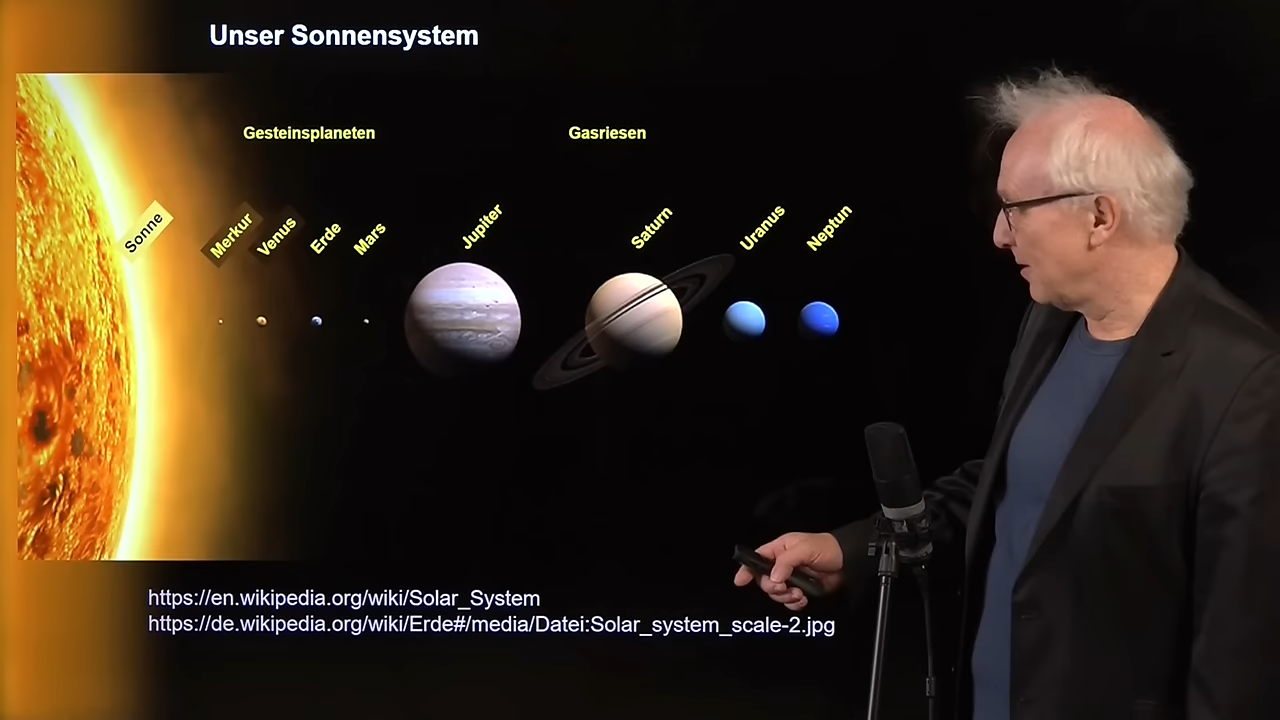 Unser Sonnensystem
Gesteinsplaneten
Gasriesen
Sonne
Merkur
Venus
Erde
Mars
Jupiter
Saturn
Uranus
Neptun
https://en.wikipedia.org/wiki/Solar_System
https://de.wikipedia.org/wiki/Erde#/media/Datei:Solar_system_scale-2.jpg